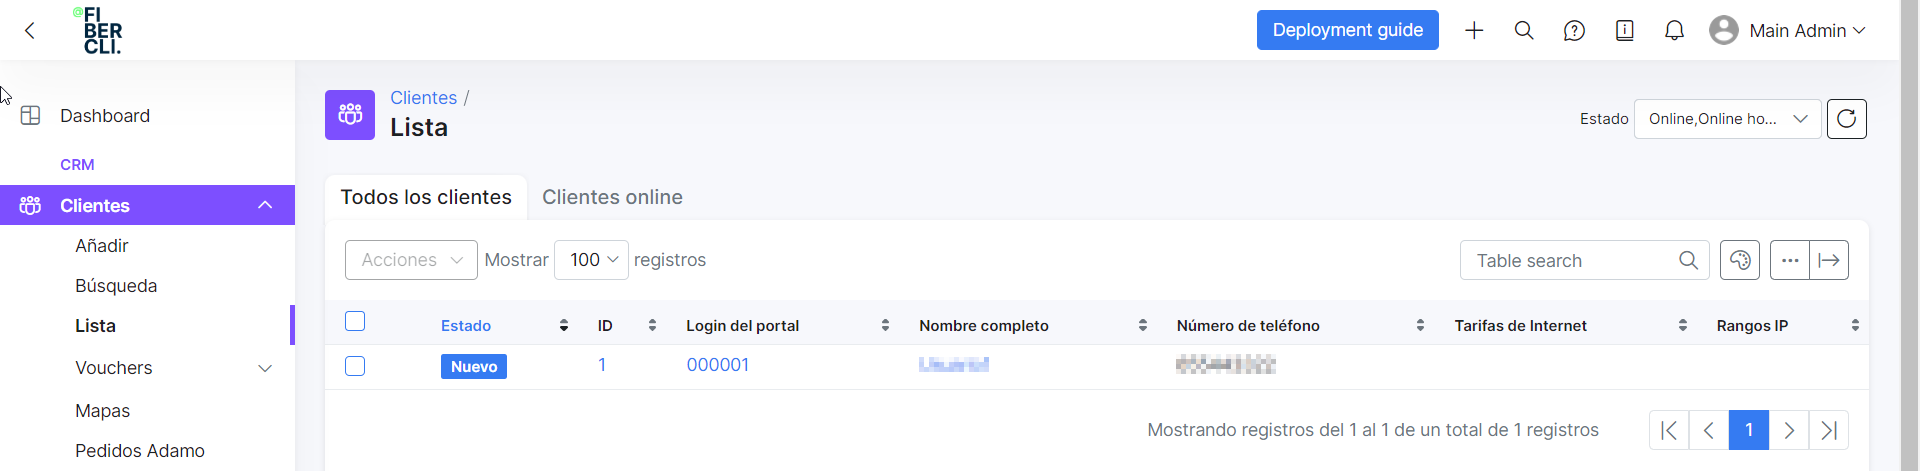 @FI
BER
CLI.
Deployment guide
Main Admin
Dashboard
CRM
Clientes
Añadir
Búsqueda
Lista
Vouchers
Mapas
Pedidos Adamo
Clientes /
Lista
Estado Online,Online ho...
Todos los clientes Clientes online
Acciones Mostrar 100 registros Table search
Estado ID Login del portal Nombre completo Número de teléfono Tarifas de Internet Rangos IP
Nuevo 1 000001
Mostrando registros del 1 al 1 de un total de 1 registros 1